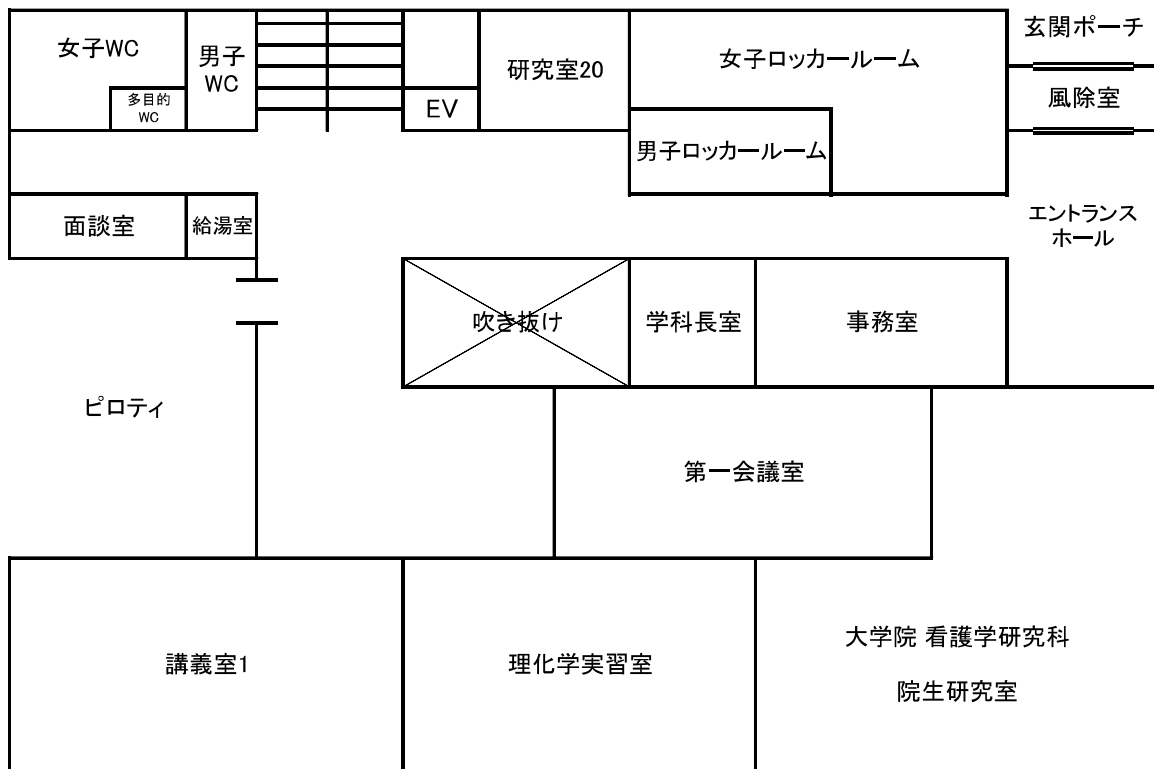 女子WC
多目的
WC
男子
WC
EV
研究室20
女子ロッカールーム
男子ロッカールーム
玄関ポーチ
風除室
エントランス
ホール
面談室
給湯室
吹き抜け
学科長室
事務室
ピロティ
第一会議室
講義室1
理化学実習室
大学院 看護学研究科
院生研究室